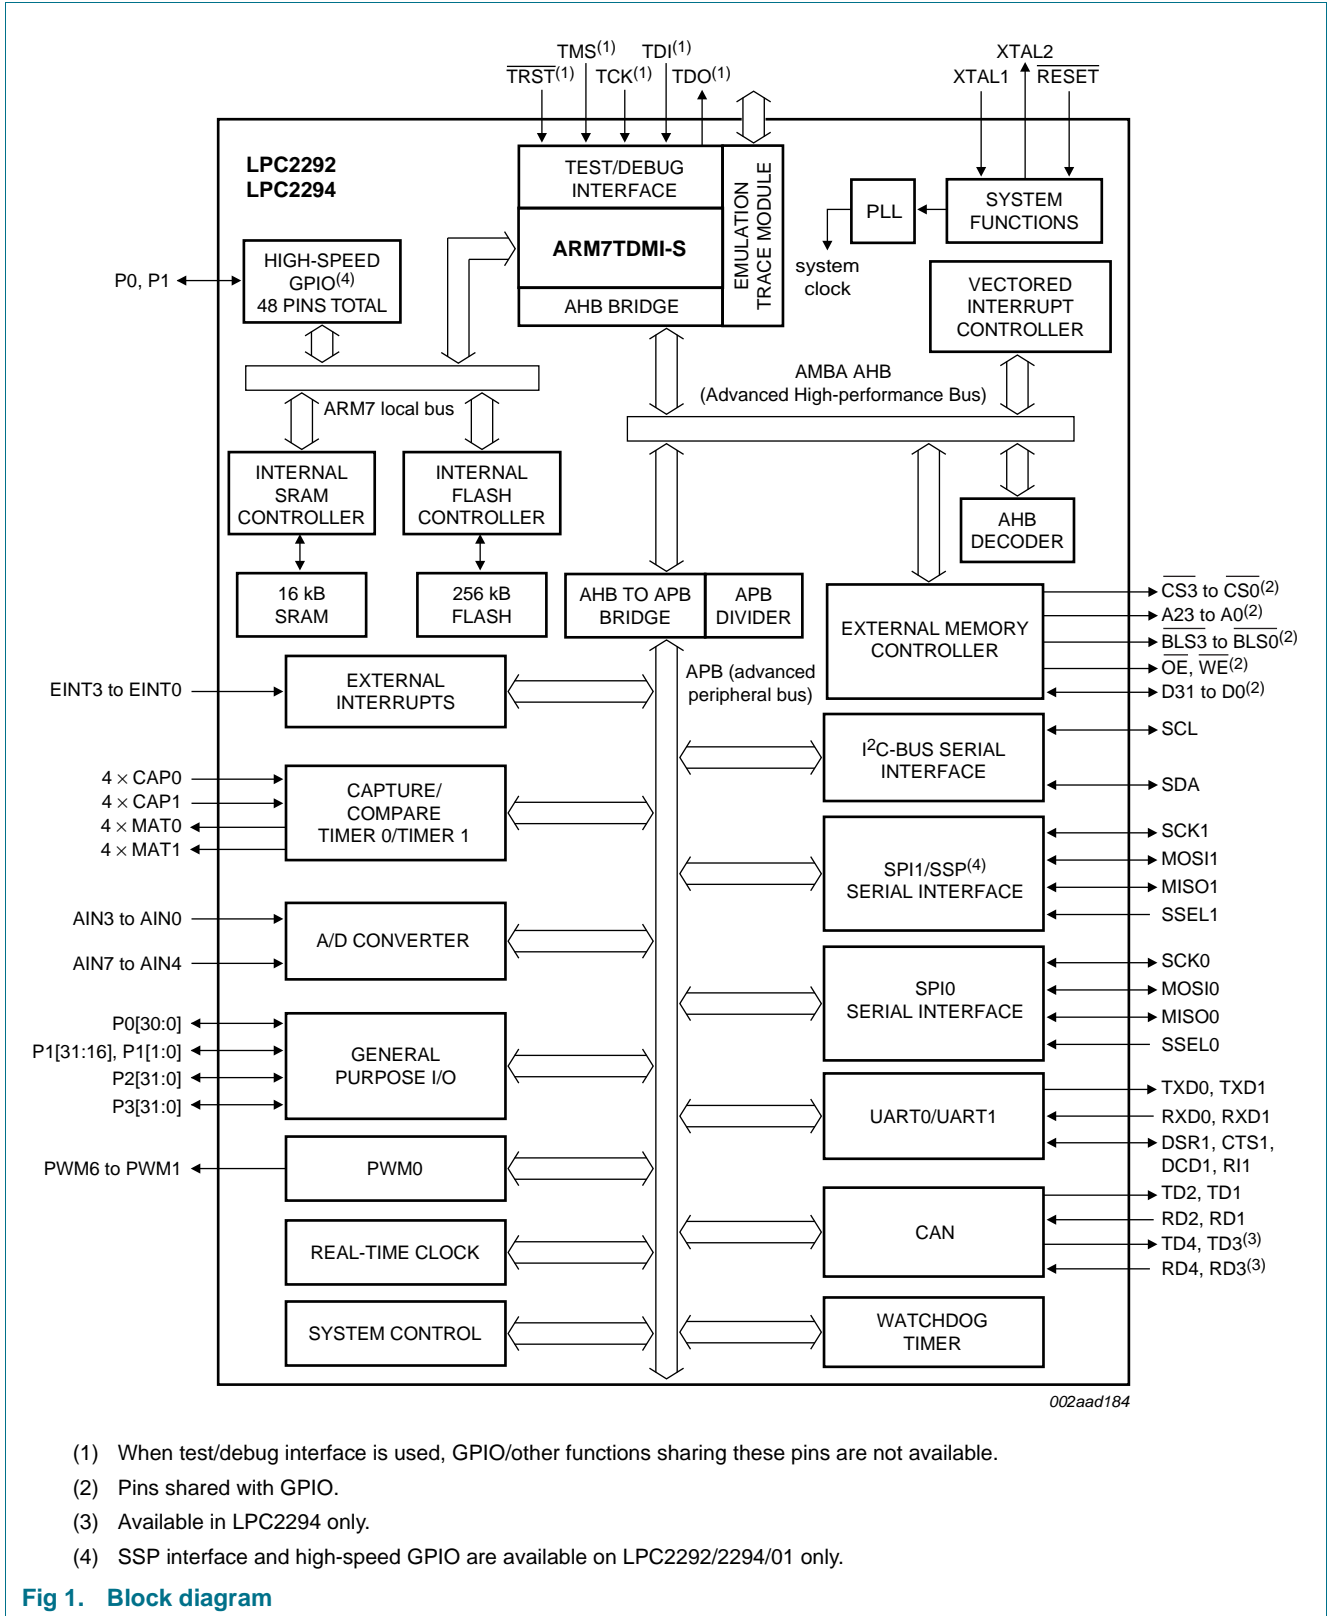 TMS(1)
TDI(1)
TRST(1)
TCK(1)
TDO(1)
XTAL2
XTAL1
RESET
LPC2292
LPC2294
TEST/DEBUG
INTERFACE
ARM7TDMI-S
AHB BRIDGE
EMULATION
TRACE MODULE
PLL
SYSTEM
FUNCTIONS
system
clock
VECTORED
INTERRUPT
CONTROLLER
P0, P1
HIGH-SPEED
GPIO(4)
48 PINS TOTAL
ARM7 local bus
AMBA AHB
(Advanced High-performance Bus)
INTERNAL
SRAM
CONTROLLER
INTERNAL
FLASH
CONTROLLER
16 kB
SRAM
256 kB
FLASH
AHB TO APB
BRIDGE
APB
DIVIDER
AHB
DECODER
EXTERNAL MEMORY
CONTROLLER
CS3 to CS0(2)
A23 to A0(2)
BLS3 to BLS0(2)
OE, WE(2)
D31 to D0(2)
APB (advanced
peripheral bus)
EINT3 to EINT0
EXTERNAL
INTERRUPTS
I2C-BUS SERIAL
INTERFACE
SCL
SDA
4 × CAP0
4 × CAP1
4 × MAT0
4 × MAT1
CAPTURE/
COMPARE
TIMER 0/TIMER 1
SPI1/SSP(4)
SERIAL INTERFACE
SCK1
MOSI1
MISO1
SSEL1
AIN3 to AIN0
AIN7 to AIN4
A/D CONVERTER
SPI0
SERIAL INTERFACE
SCK0
MOSI0
MISO0
SSEL0
P0[30:0]
P1[31:16], P1[1:0]
P2[31:0]
P3[31:0]
GENERAL
PURPOSE I/O
UART0/UART1
TXD0, TXD1
RXD0, RXD1
DSR1, CTS1,
DCD1, RI1
PWM6 to PWM1
PWM0
CAN
TD2, TD1
RD2, RD1
TD4, TD3(3)
RD4, RD3(3)
REAL-TIME CLOCK
SYSTEM CONTROL
WATCHDOG
TIMER
002aad184
(1) When test/debug interface is used, GPIO/other functions sharing these pins are not available.
(2) Pins shared with GPIO.
(3) Available in LPC2294 only.
(4) SSP interface and high-speed GPIO are available on LPC2292/2294/01 only.
Fig 1. Block diagram